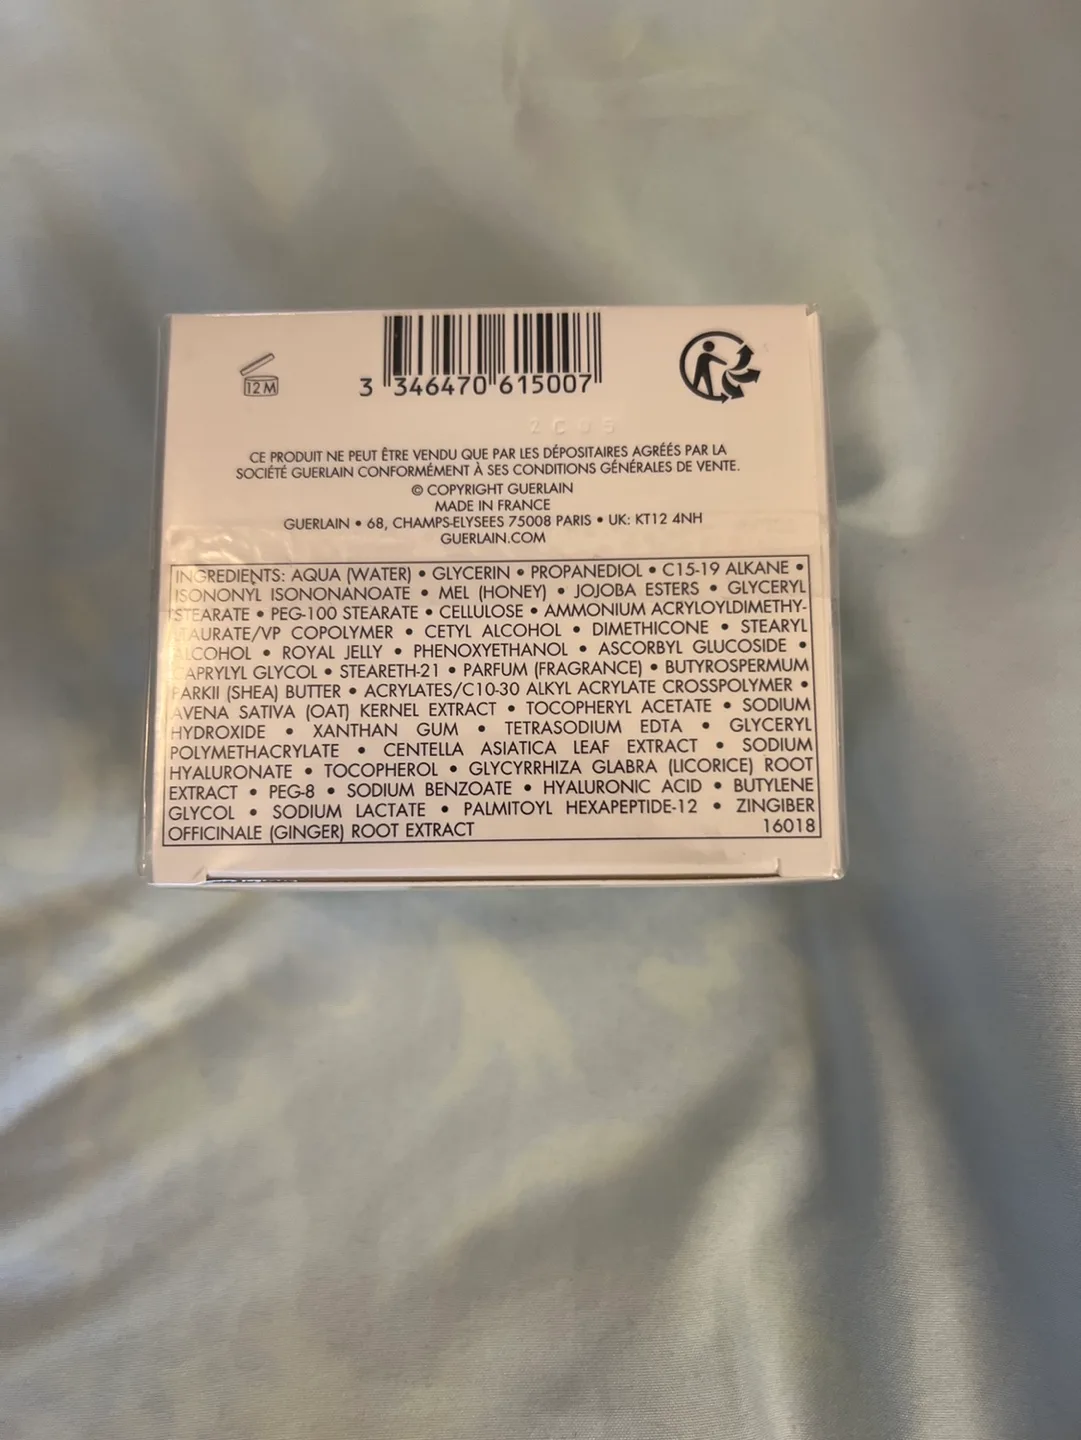 12 M
3 346470 615007
CE PRODUIT NE PEUT ÊTRE VENDU QUE PAR LES DÉPOSITAIRES AGRÉÉS PAR LA
SOCIÉTÉ GUERLAIN CONFORMÉMENT À SES CONDITIONS GÉNÉRALES DE VENTE.
© COPYRIGHT GUERLAIN
MADE IN FRANCE
GUERLAIN • 68, CHAMPS-ELYSEES 75008 PARIS • UK: KT12 4NH
GUERLAIN.COM
INGREDIENTS: AQUA (WATER) • GLYCERIN • PROPANEDIOL • C15-19 ALKANE •
ISONONYL ISONONANOATE • MEL (HONEY) • JOJOBA ESTERS • GLYCERYL
STEARATE • PEG-100 STEARATE • CELLULOSE • AMMONIUM ACRYLOYLDIMETHY-
TAURATE/VP COPOLYMER • CETYL ALCOHOL • DIMETHICONE • STEARYL
ALCOHOL • ROYAL JELLY • PHENOXYETHANOL • ASCORBYL GLUCOSIDE •
CAPRYLYL GLYCOL • STEARETH-21 • PARFUM (FRAGRANCE) • BUTYROSPERMUM
PARKII (SHEA) BUTTER • ACRYLATES/C10-30 ALKYL ACRYLATE CROSSPOLYMER •
AVENA SATIVA (OAT) KERNEL EXTRACT • TOCOPHERYL ACETATE • SODIUM
HYDROXIDE • XANTHAN GUM • TETRASODIUM EDTA • GLYCERYL
POLYMETHACRYLATE • CENTELLA ASIATICA LEAF EXTRACT • SODIUM
HYALURONATE • TOCOPHEROL • GLYCYRRHIZA GLABRA (LICORICE) ROOT
EXTRACT • PEG-8 • SODIUM BENZOATE • HYALURONIC ACID • BUTYLENE
GLYCOL • SODIUM LACTATE • PALMITOYL HEXAPEPTIDE-12 • ZINGIBER
OFFICINALE (GINGER) ROOT EXTRACT 16018